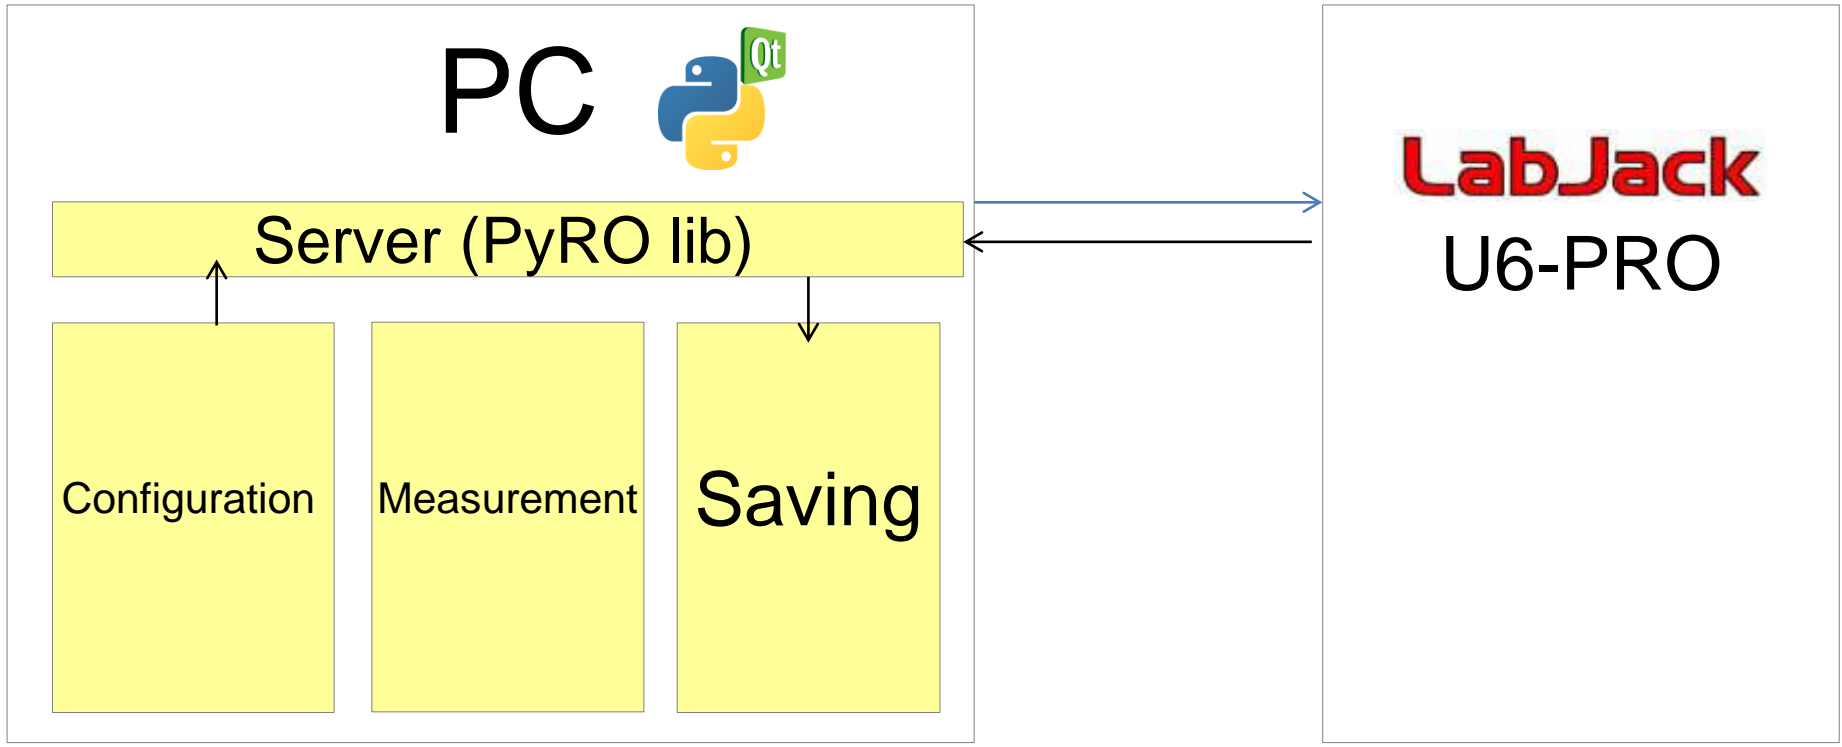 PC
Qt
Server (PyRO lib)
Configuration
Measurement
Saving
LabJack
U6-PRO